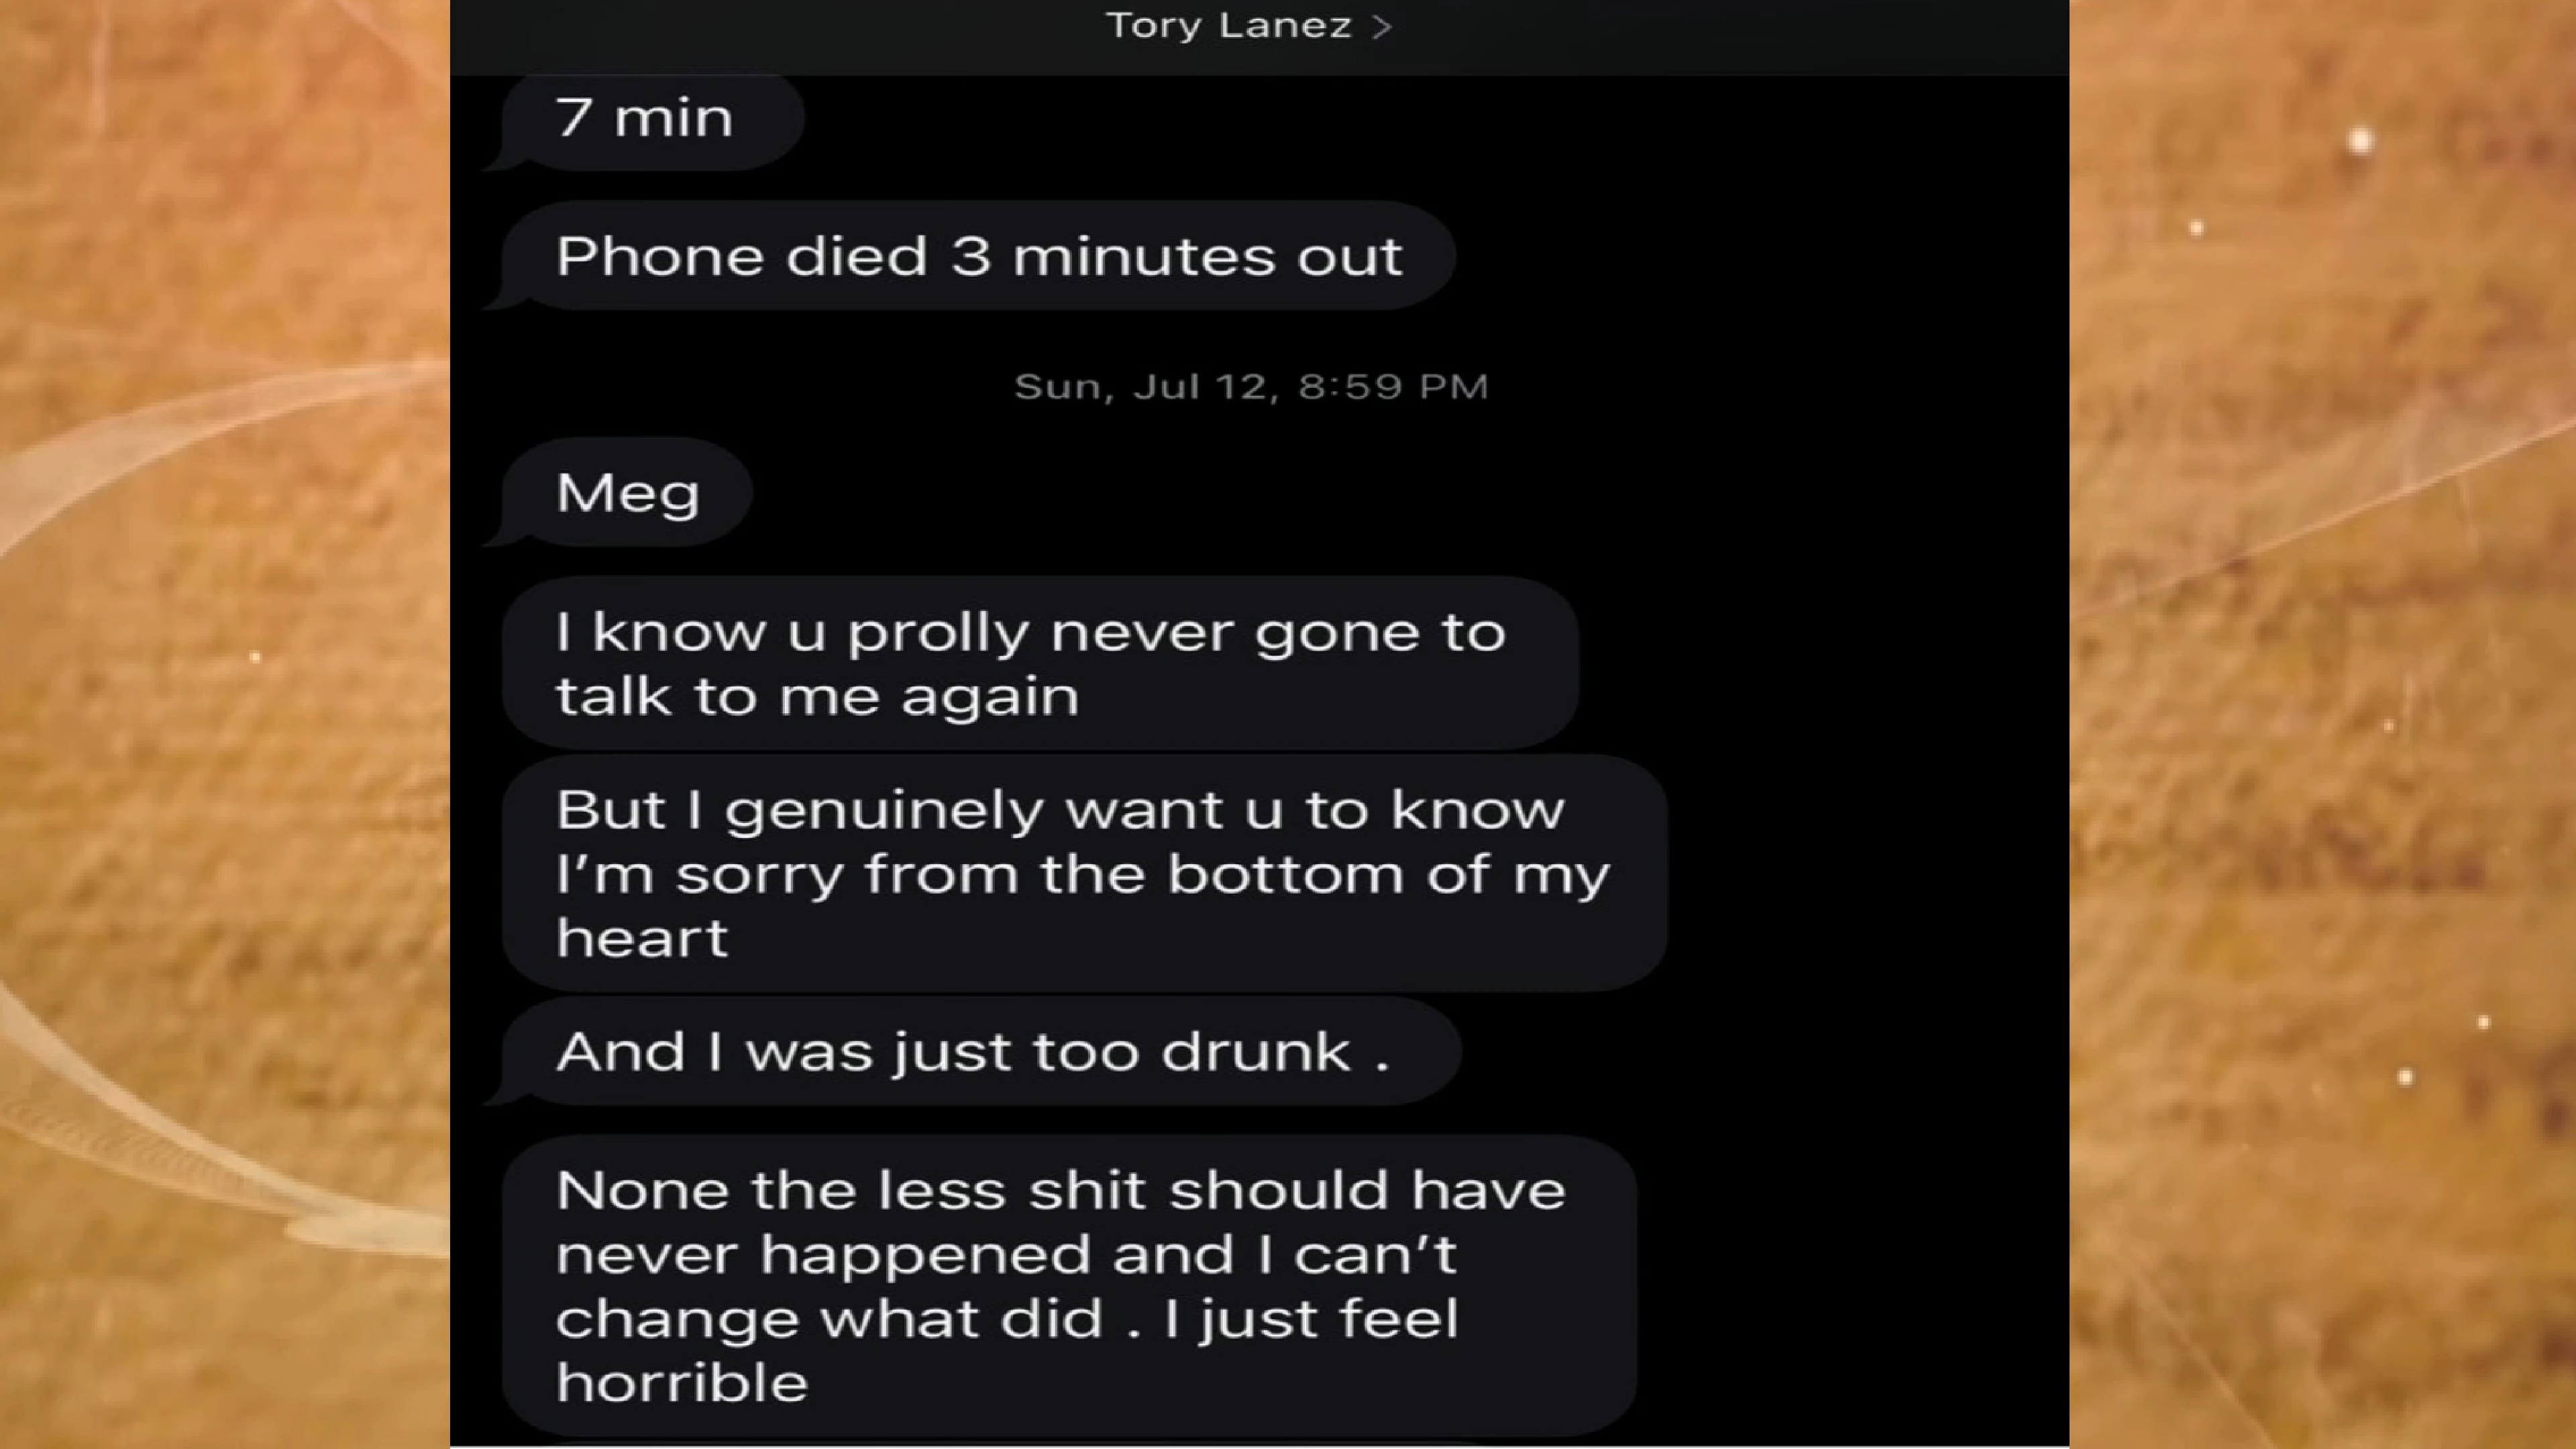 Tory Lanez >
7 min
Phone died 3 minutes out
Sun, Jul 12, 8:59 PM
Meg
I know u prolly never gone to
talk to me again
But I genuinely want u to know
I'm sorry from the bottom of my
heart
And I was just too drunk .
None the less shit should have
never happened and I can't
change what did . I just feel
horrible